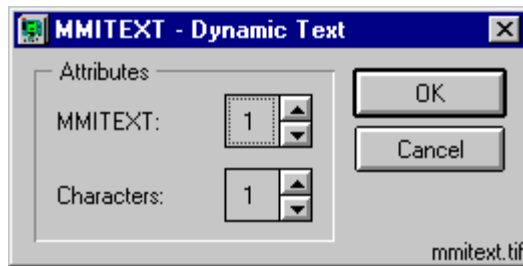 MMITEXT - Dynamic Text
Attributes
MMITEXT: 1
Characters: 1
OK
Cancel
mmitext.tif